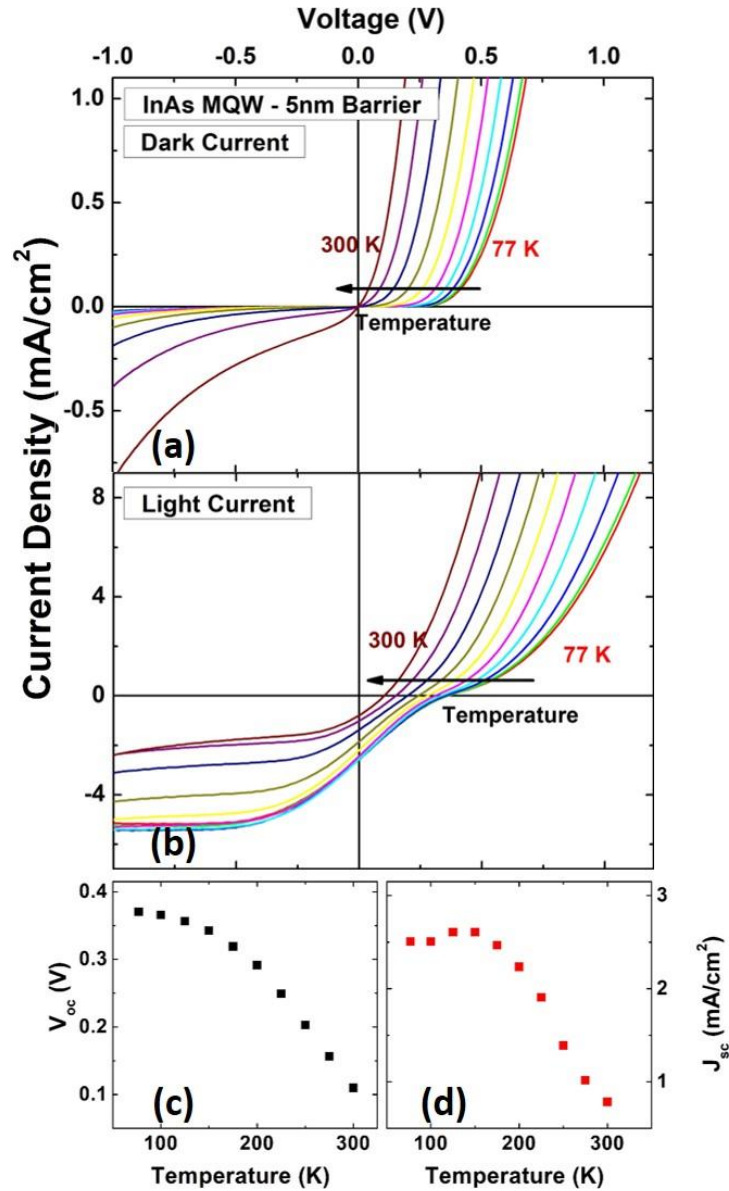 Voltage (V)
-1.0 -0.5 0.0 0.5 1.0
Current Density (mA/cm²)
1.0
0.5
0.0
-0.5
InAs MQW - 5nm Barrier
Dark Current
300 K
77 K
Temperature
(a)
8
4
0
-4
Light Current
300 K
77 K
Temperature
(b)
0.4
0.3
0.2
0.1
V_oc (V)
(c)
100 200 300
Temperature (K)
3
2
1
J_sc (mA/cm²)
(d)
100 200 300
Temperature (K)